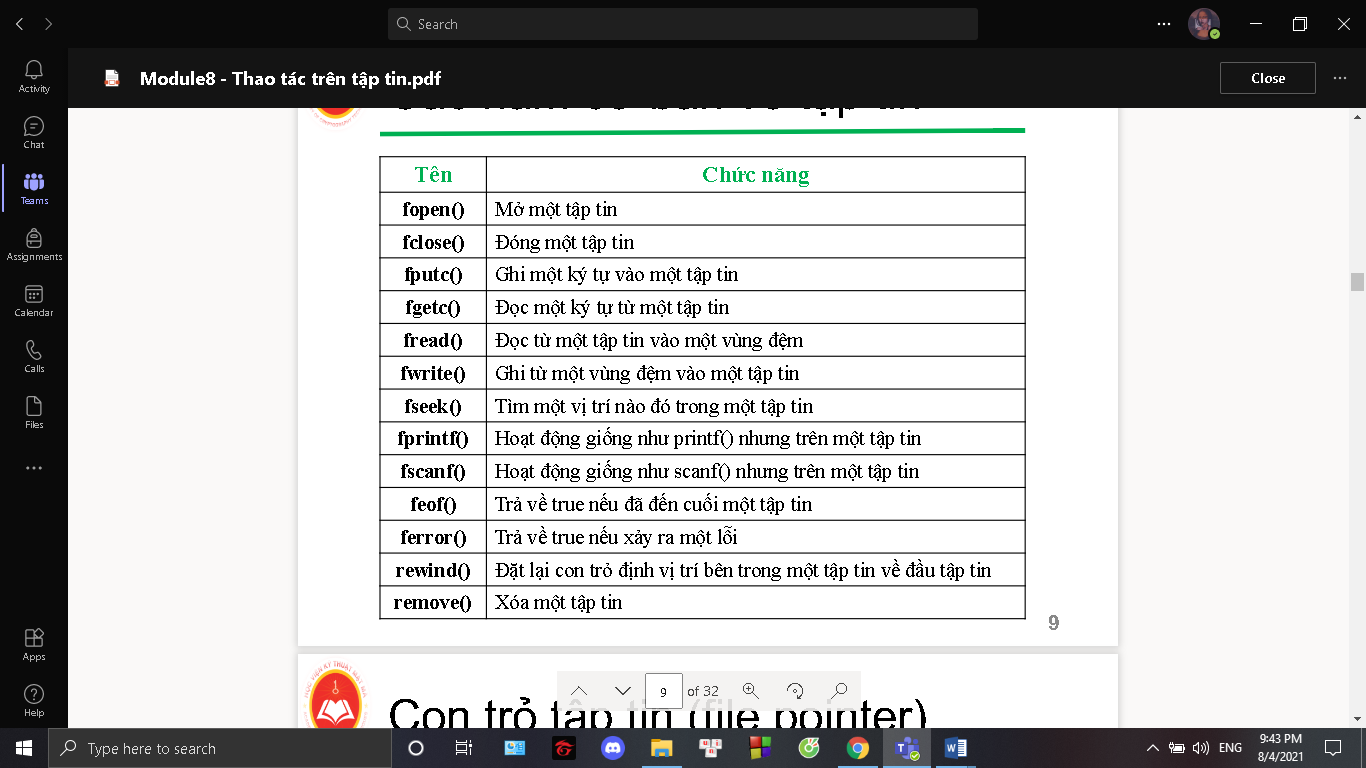 Search
Module8 - Thao tác trên tập tin.pdf
Close
Activity
Chat
Teams
Assignments
Calendar
Calls
Files
Apps
Help
Tên Chức năng
fopen() Mở một tập tin
fclose() Đóng một tập tin
fputc() Ghi một ký tự vào một tập tin
fgetc() Đọc một ký tự từ một tập tin
fread() Đọc từ một tập tin vào một vùng đệm
fwrite() Ghi từ một vùng đệm vào một tập tin
fseek() Tìm một vị trí nào đó trong một tập tin
fprintf() Hoạt động giống như printf() nhưng trên một tập tin
fscanf() Hoạt động giống như scanf() nhưng trên một tập tin
feof() Trả về true nếu đã đến cuối một tập tin
ferror() Trả về true nếu xảy ra một lỗi
rewind() Đặt lại con trỏ định vị trí bên trong một tập tin về đầu tập tin
remove() Xóa một tập tin
9
9 of 32
Con trỏ tập tin (file pointer)
Type here to search
ENG
9:43 PM
8/4/2021